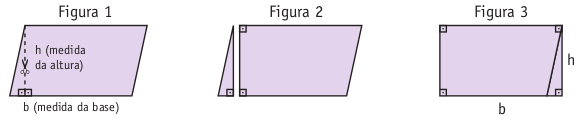 Figura 1
h (medida
da altura)
b (medida da base)
Figura 2
Figura 3
h
b